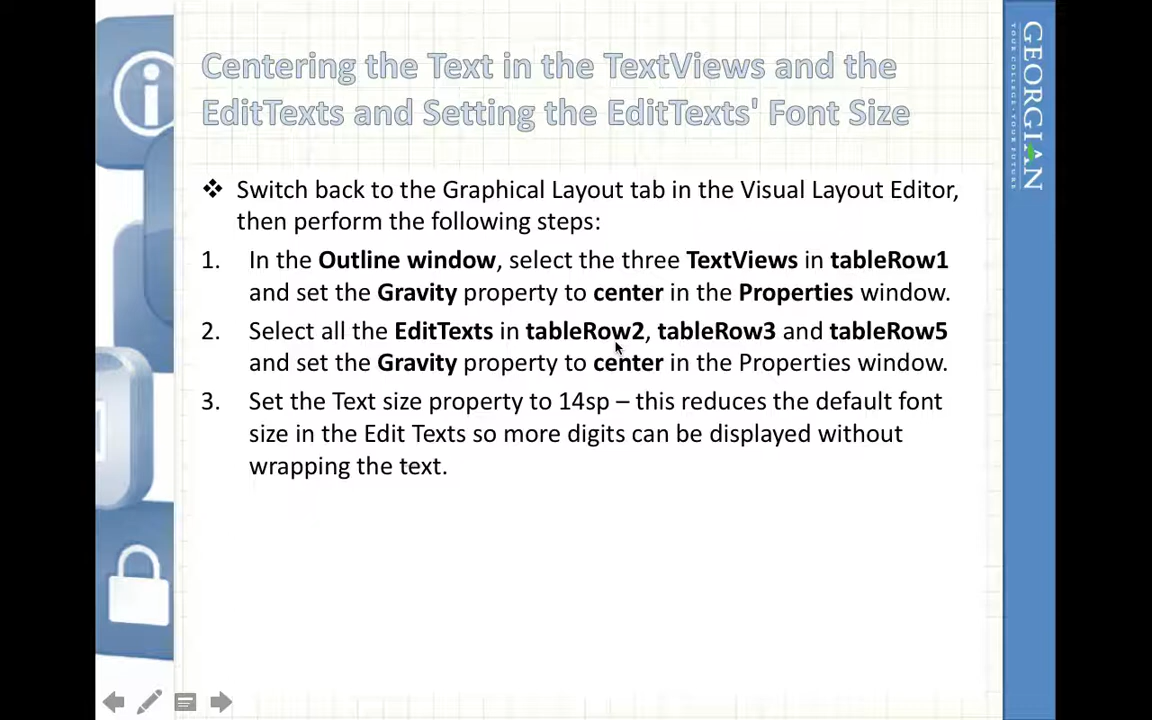 Centering the Text in the TextViews and the
EditTexts and Setting the EditTexts' Font Size
❖ Switch back to the Graphical Layout tab in the Visual Layout Editor,
then perform the following steps:
1. In the Outline window, select the three TextViews in tableRow1
and set the Gravity property to center in the Properties window.
2. Select all the EditTexts in tableRow2, tableRow3 and tableRow5
and set the Gravity property to center in the Properties window.
3. Set the Text size property to 14sp – this reduces the default font
size in the Edit Texts so more digits can be displayed without
wrapping the text.
GEORGIAN
YOUR COLLEGE · YOUR FUTURE